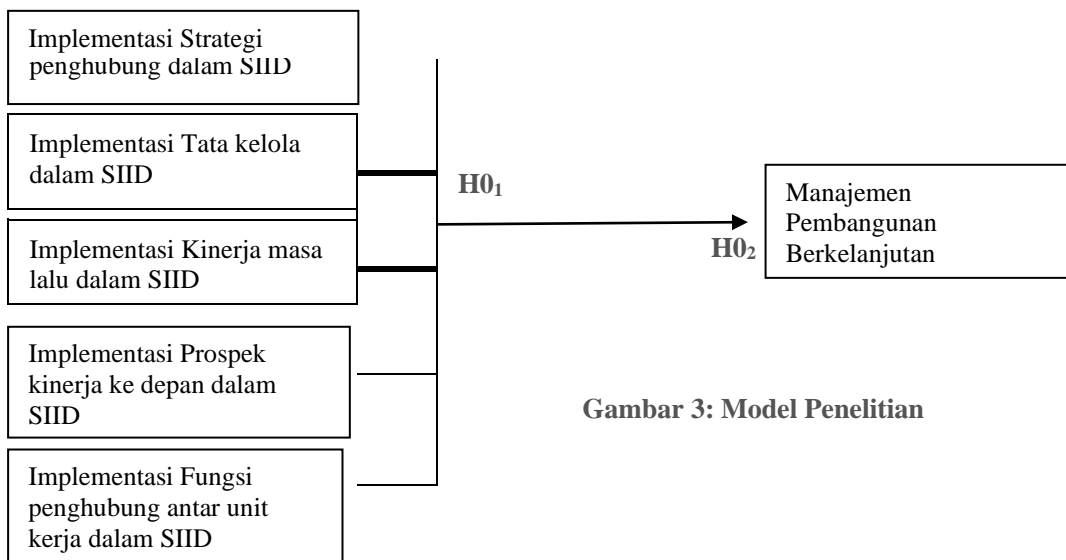 Implementasi Strategi
penghubung dalam SIID
Implementasi Tata kelola
dalam SIID
H0₁
Implementasi Kinerja masa
lalu dalam SIID
Manajemen
Pembangunan
Berkelanjutan
H0₂
Implementasi Prospek
kinerja ke depan dalam
SIID
Gambar 3: Model Penelitian
Implementasi Fungsi
penghubung antar unit
kerja dalam SIID